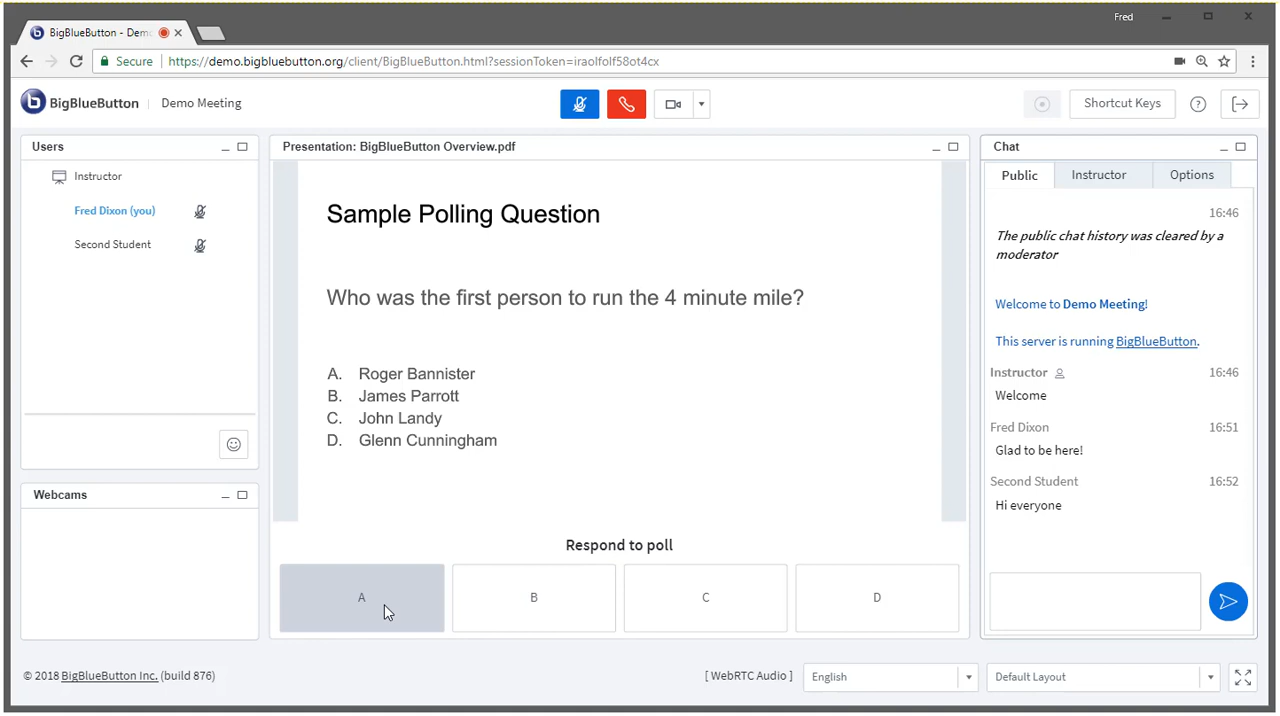 Fred
BigBlueButton - Dem
Secure https://demo.bigbluebutton.org/client/BigBlueButton.html?sessionToken=iraolfolf58ot4cx
b BigBlueButton Demo Meeting
Shortcut Keys ?
Users
Instructor
Fred Dixon (you)
Second Student
Webcams
Presentation: BigBlueButton Overview.pdf
Sample Polling Question
Who was the first person to run the 4 minute mile?
A. Roger Bannister
B. James Parrott
C. John Landy
D. Glenn Cunningham
Respond to poll
A B C D
Chat
Public Instructor Options
16:46
The public chat history was cleared by a
moderator
Welcome to Demo Meeting!
This server is running BigBlueButton.
Instructor 16:46
Welcome
Fred Dixon 16:51
Glad to be here!
Second Student 16:52
Hi everyone
© 2018 BigBlueButton Inc. (build 876)
[ WebRTC Audio ] English Default Layout